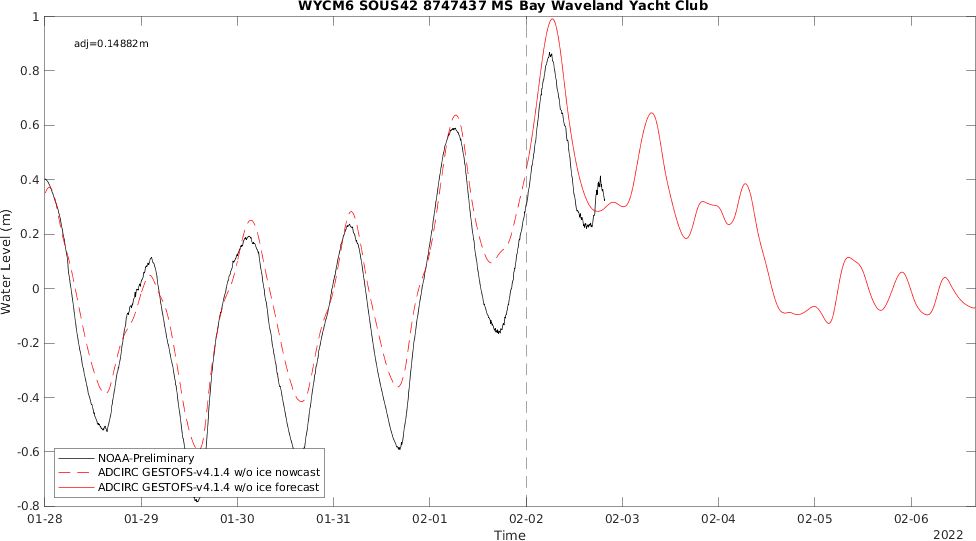 WYCM6 SOUS42 8747437 MS Bay Waveland Yacht Club
adj=0.14882m
1
0.8
0.6
0.4
0.2
0
-0.2
-0.4
-0.6
-0.8
Water Level (m)
NOAA-Preliminary
ADCIRC GESTOFS-v4.1.4 w/o ice nowcast
ADCIRC GESTOFS-v4.1.4 w/o ice forecast
01-28 01-29 01-30 01-31 02-01 02-02 02-03 02-04 02-05 02-06
Time
2022